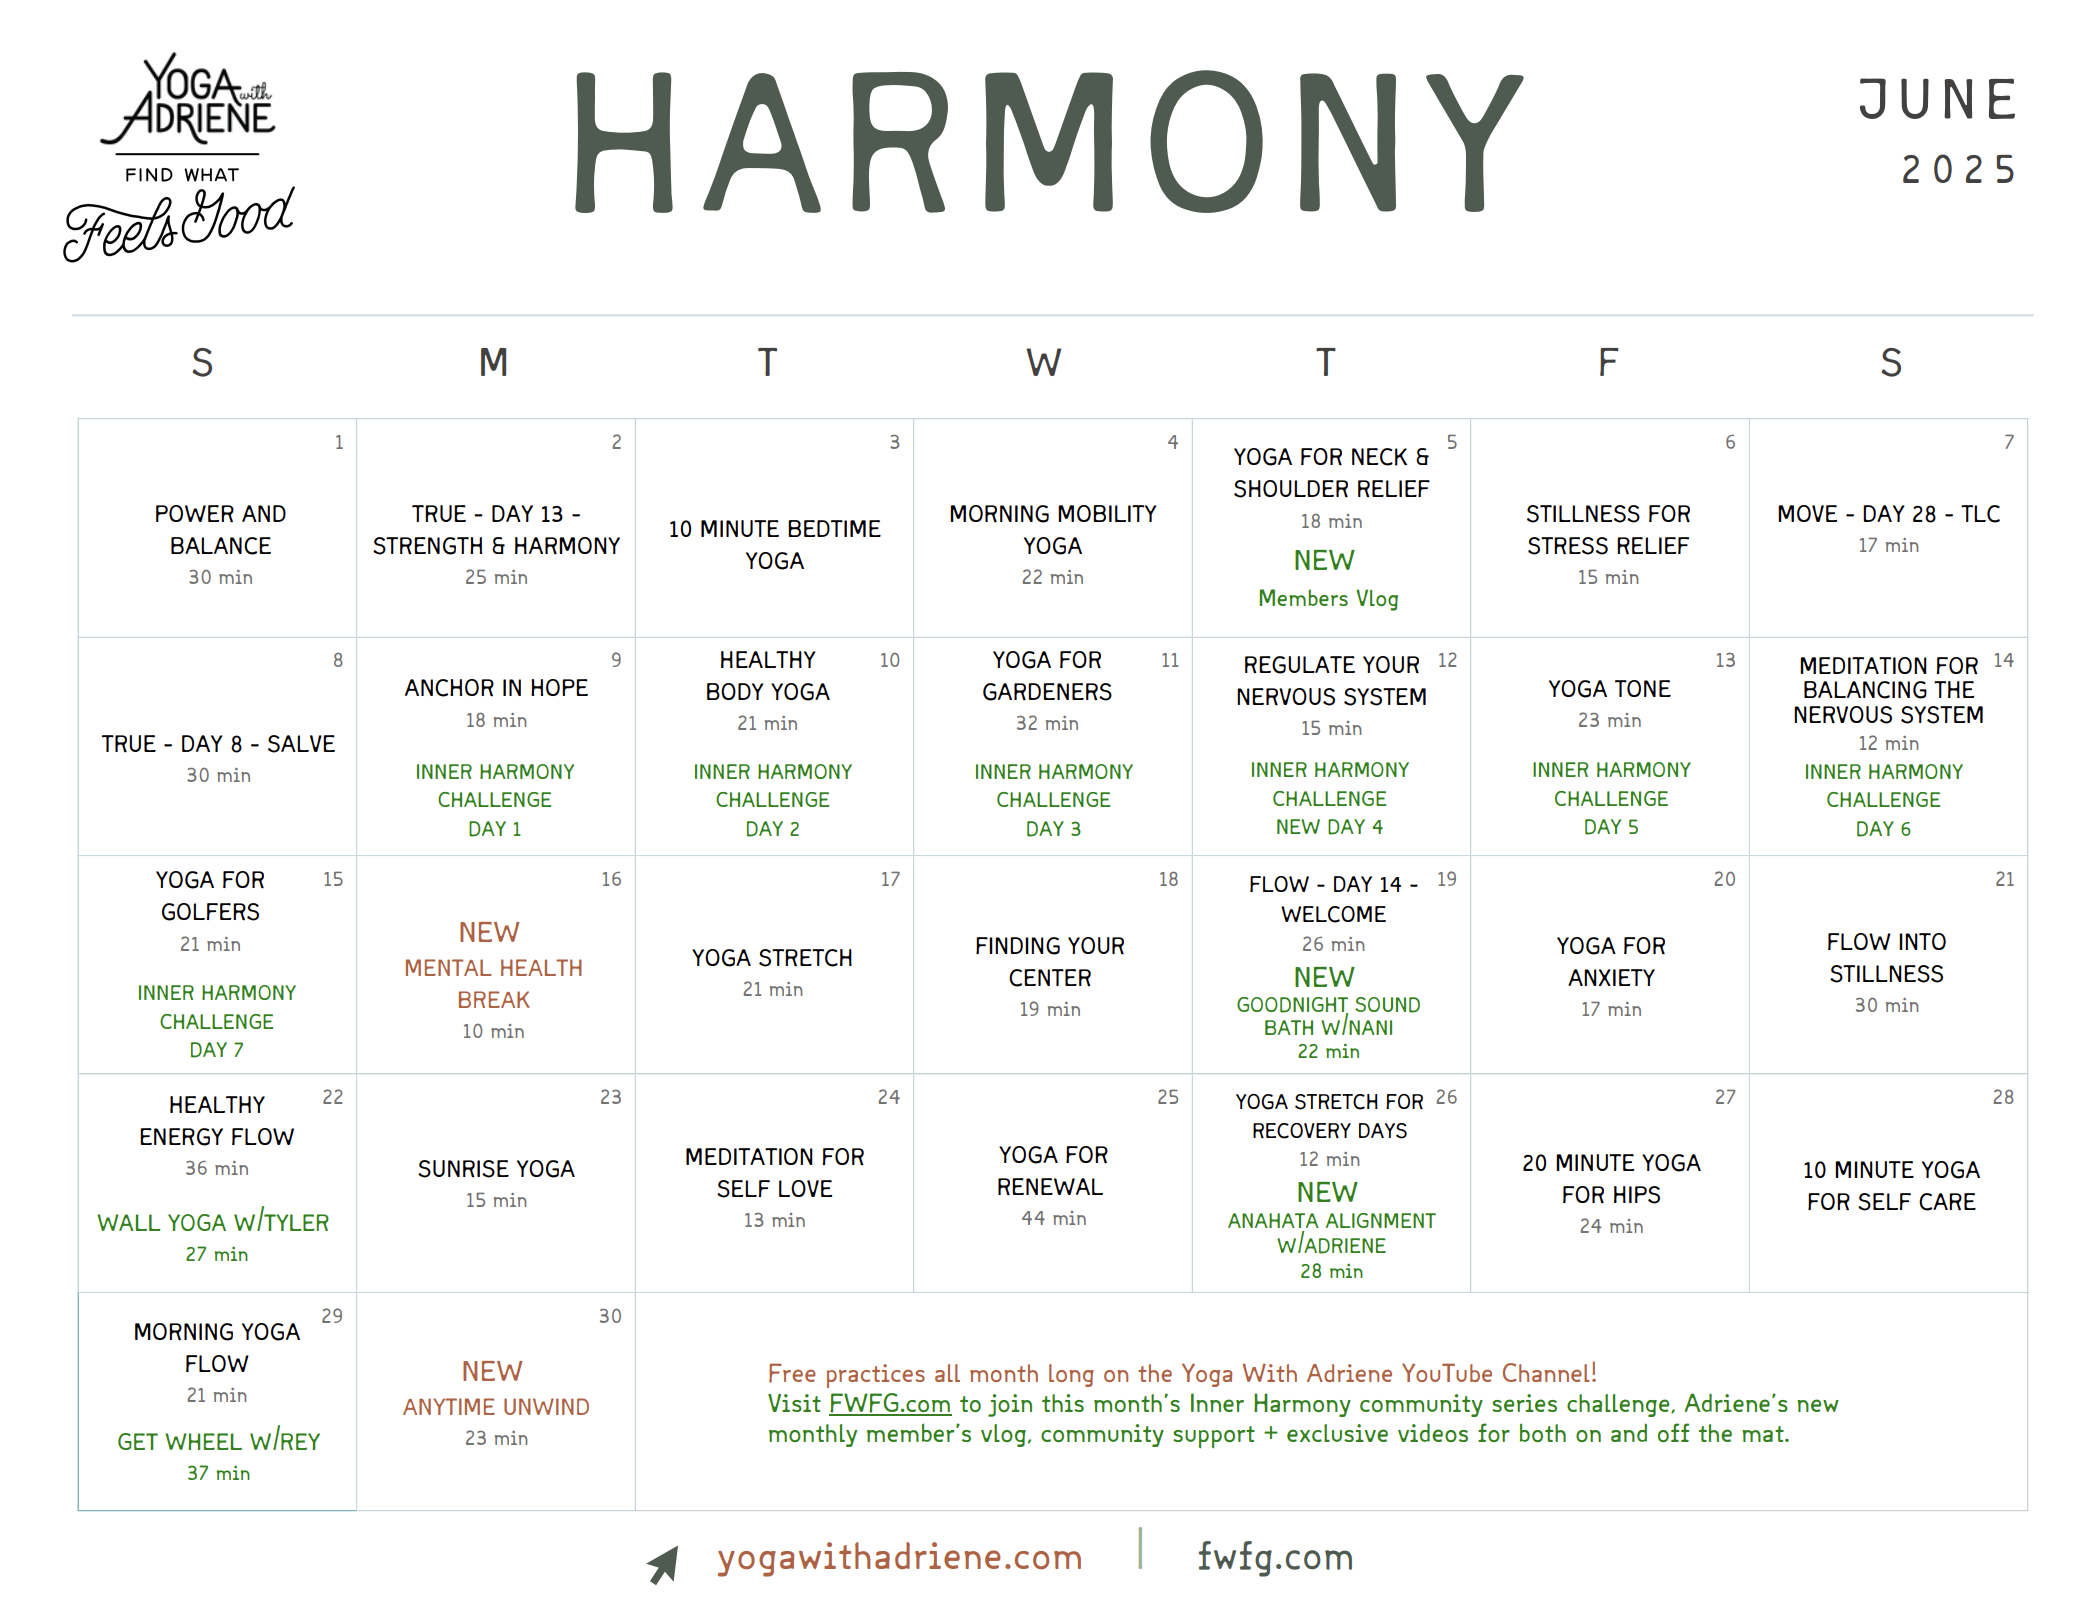 YOGA with
ADRIENE
FIND WHAT
Feels Good
HARMONY
JUNE
2025
S M T W T F S
1
POWER AND
BALANCE
30 min
2
TRUE - DAY 13 -
STRENGTH & HARMONY
25 min
3
10 MINUTE BEDTIME
YOGA
4
MORNING MOBILITY
YOGA
22 min
5
YOGA FOR NECK &
SHOULDER RELIEF
18 min
NEW
Members Vlog
6
STILLNESS FOR
STRESS RELIEF
15 min
7
MOVE - DAY 28 - TLC
17 min
8
TRUE - DAY 8 - SALVE
30 min
9
ANCHOR IN HOPE
18 min
INNER HARMONY
CHALLENGE
DAY 1
10
HEALTHY
BODY YOGA
21 min
INNER HARMONY
CHALLENGE
DAY 2
11
YOGA FOR
GARDENERS
32 min
INNER HARMONY
CHALLENGE
DAY 3
12
REGULATE YOUR
NERVOUS SYSTEM
15 min
INNER HARMONY
CHALLENGE
NEW DAY 4
13
YOGA TONE
23 min
INNER HARMONY
CHALLENGE
DAY 5
14
MEDITATION FOR
BALANCING THE
NERVOUS SYSTEM
12 min
INNER HARMONY
CHALLENGE
DAY 6
15
YOGA FOR
GOLFERS
21 min
INNER HARMONY
CHALLENGE
DAY 7
16
NEW
MENTAL HEALTH
BREAK
10 min
17
YOGA STRETCH
21 min
18
FINDING YOUR
CENTER
19 min
19
FLOW - DAY 14 -
WELCOME
26 min
NEW
GOODNIGHT SOUND
BATH W/NANI
22 min
20
YOGA FOR
ANXIETY
17 min
21
FLOW INTO
STILLNESS
30 min
22
HEALTHY
ENERGY FLOW
36 min
WALL YOGA W/TYLER
27 min
23
SUNRISE YOGA
15 min
24
MEDITATION FOR
SELF LOVE
13 min
25
YOGA FOR
RENEWAL
44 min
26
YOGA STRETCH FOR
RECOVERY DAYS
12 min
NEW
ANAHATA ALIGNMENT
W/ADRIENE
28 min
27
20 MINUTE YOGA
FOR HIPS
24 min
28
10 MINUTE YOGA
FOR SELF CARE
29
MORNING YOGA
FLOW
21 min
GET WHEEL W/REY
37 min
30
NEW
ANYTIME UNWIND
23 min
Free practices all month long on the Yoga With Adriene YouTube Channel!
Visit FWFG.com to join this month's Inner Harmony community series challenge, Adriene's new
monthly member's vlog, community support + exclusive videos for both on and off the mat.
yogawithadriene.com | fwfg.com